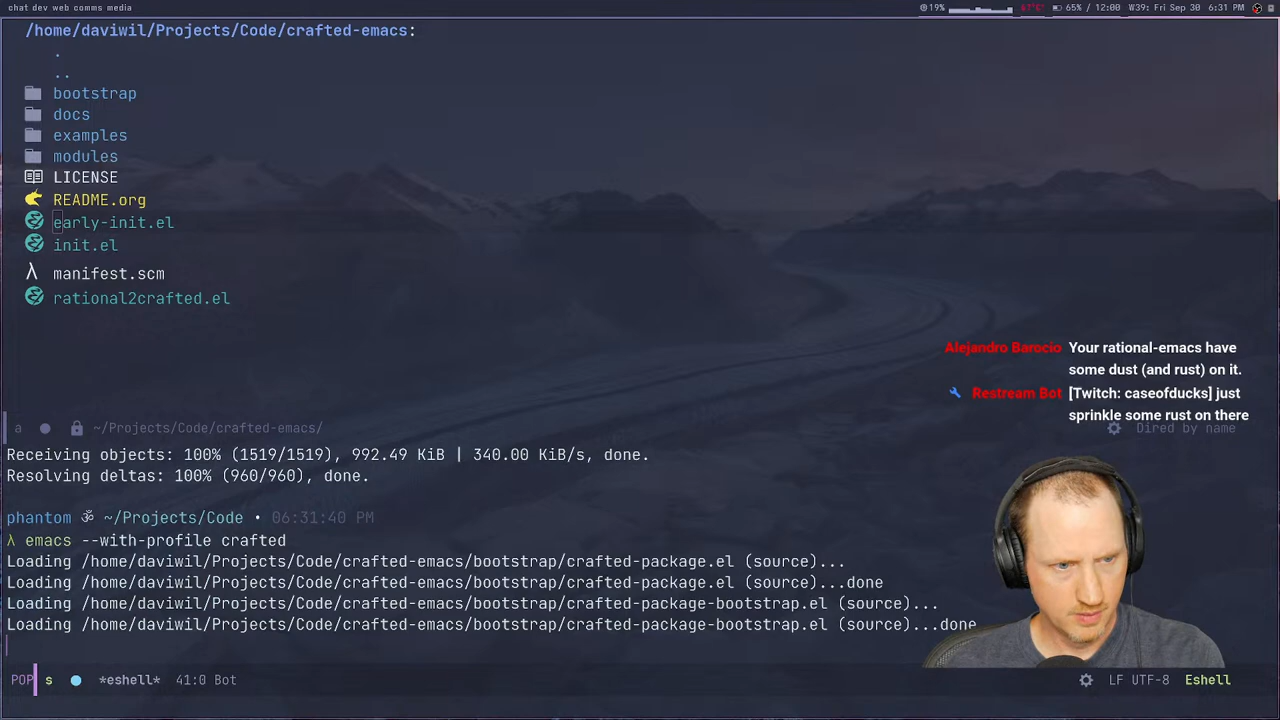 chat dev web comms media
19%
67°C
65% / 12:00
W39: Fri Sep 30
6:31 PM
/home/daviwil/Projects/Code/crafted-emacs:
.
..
bootstrap
docs
examples
modules
LICENSE
README.org
early-init.el
init.el
λ manifest.scm
rational2crafted.el
Alejandro Barocio Your rational-emacs have
some dust (and rust) on it.
Restream Bot [Twitch: caseofducks] just
sprinkle some rust on there
a ~/Projects/Code/crafted-emacs/ Dired by name
Receiving objects: 100% (1519/1519), 992.49 KiB | 340.00 KiB/s, done.
Resolving deltas: 100% (960/960), done.
phantom ॐ ~/Projects/Code • 06:31:40 PM
λ emacs --with-profile crafted
Loading /home/daviwil/Projects/Code/crafted-emacs/bootstrap/crafted-package.el (source)...
Loading /home/daviwil/Projects/Code/crafted-emacs/bootstrap/crafted-package.el (source)...done
Loading /home/daviwil/Projects/Code/crafted-emacs/bootstrap/crafted-package-bootstrap.el (source)...
Loading /home/daviwil/Projects/Code/crafted-emacs/bootstrap/crafted-package-bootstrap.el (source)...done
POP s *eshell* 41:0 Bot LF UTF-8 Eshell